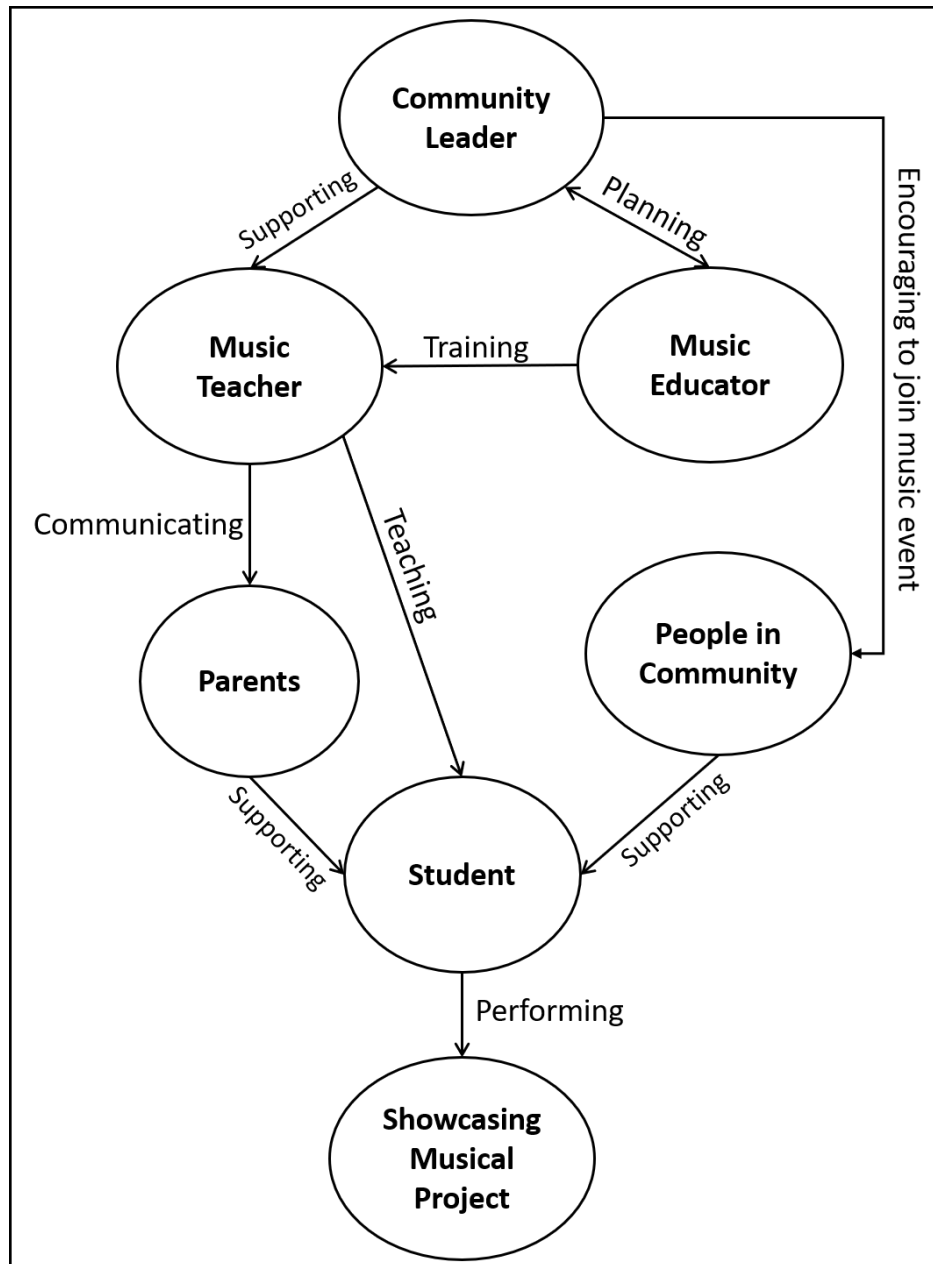 Community
Leader
Supporting
Planning
Encouraging to join music event
Music
Teacher
Training
Music
Educator
Communicating
Teaching
Parents
People in
Community
Supporting
Supporting
Student
Performing
Showcasing
Musical
Project